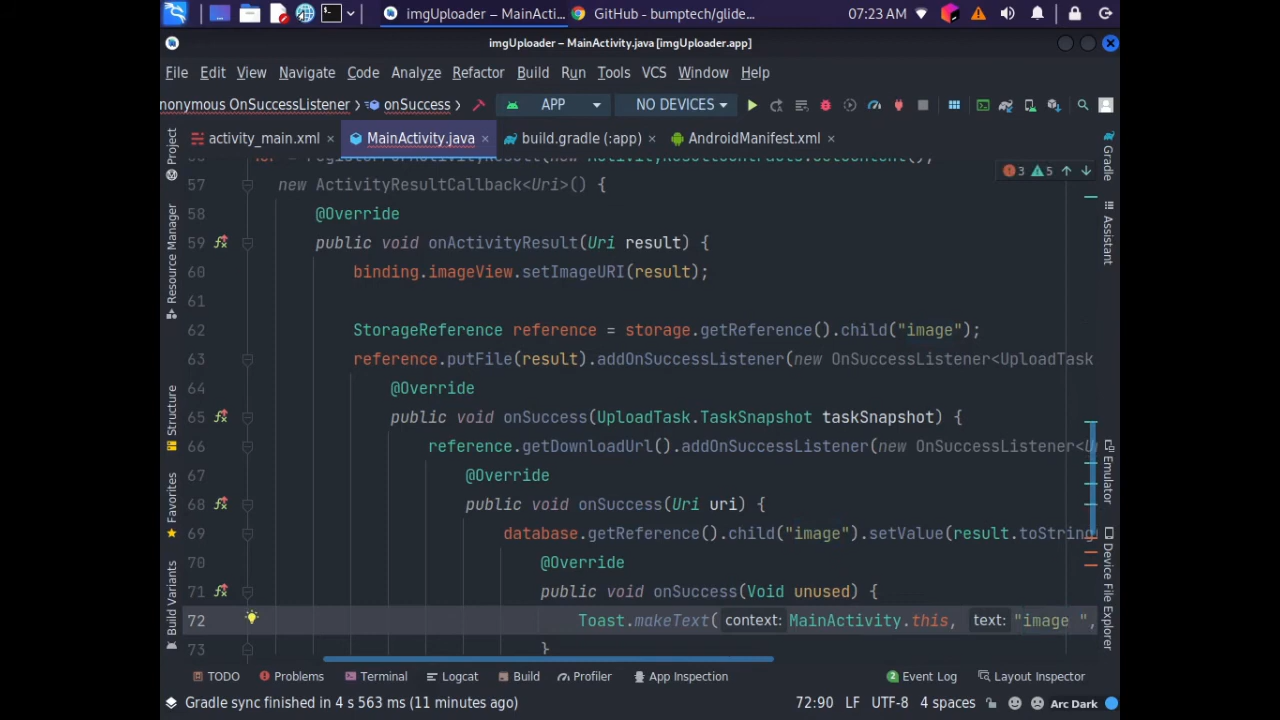 imgUploader – MainActi...
GitHub - bumptech/glide...
07:23 AM
imgUploader – MainActivity.java [imgUploader.app]
File Edit View Navigate Code Analyze Refactor Build Run Tools VCS Window Help
nonymous OnSuccessListener onSuccess APP NO DEVICES
activity_main.xml × MainActivity.java × build.gradle (:app) × AndroidManifest.xml ×
3 5
57 new ActivityResultCallback<Uri>() {
58 @Override
59 public void onActivityResult(Uri result) {
60 binding.imageView.setImageURI(result);
61
62 StorageReference reference = storage.getReference().child("image");
63 reference.putFile(result).addOnSuccessListener(new OnSuccessListener<UploadTask
64 @Override
65 public void onSuccess(UploadTask.TaskSnapshot taskSnapshot) {
66 reference.getDownloadUrl().addOnSuccessListener(new OnSuccessListener<U
67 @Override
68 public void onSuccess(Uri uri) {
69 database.getReference().child("image").setValue(result.toString
70 @Override
71 public void onSuccess(Void unused) {
72 Toast.makeText( context: MainActivity.this, text: "image ",
73 }
Project
Resource Manager
Structure
Favorites
Build Variants
Gradle
Assistant
Emulator
Device File Explorer
TODO Problems Terminal Logcat Build Profiler App Inspection 2 Event Log Layout Inspector
Gradle sync finished in 4 s 563 ms (11 minutes ago) 72:90 LF UTF-8 4 spaces Arc Dark